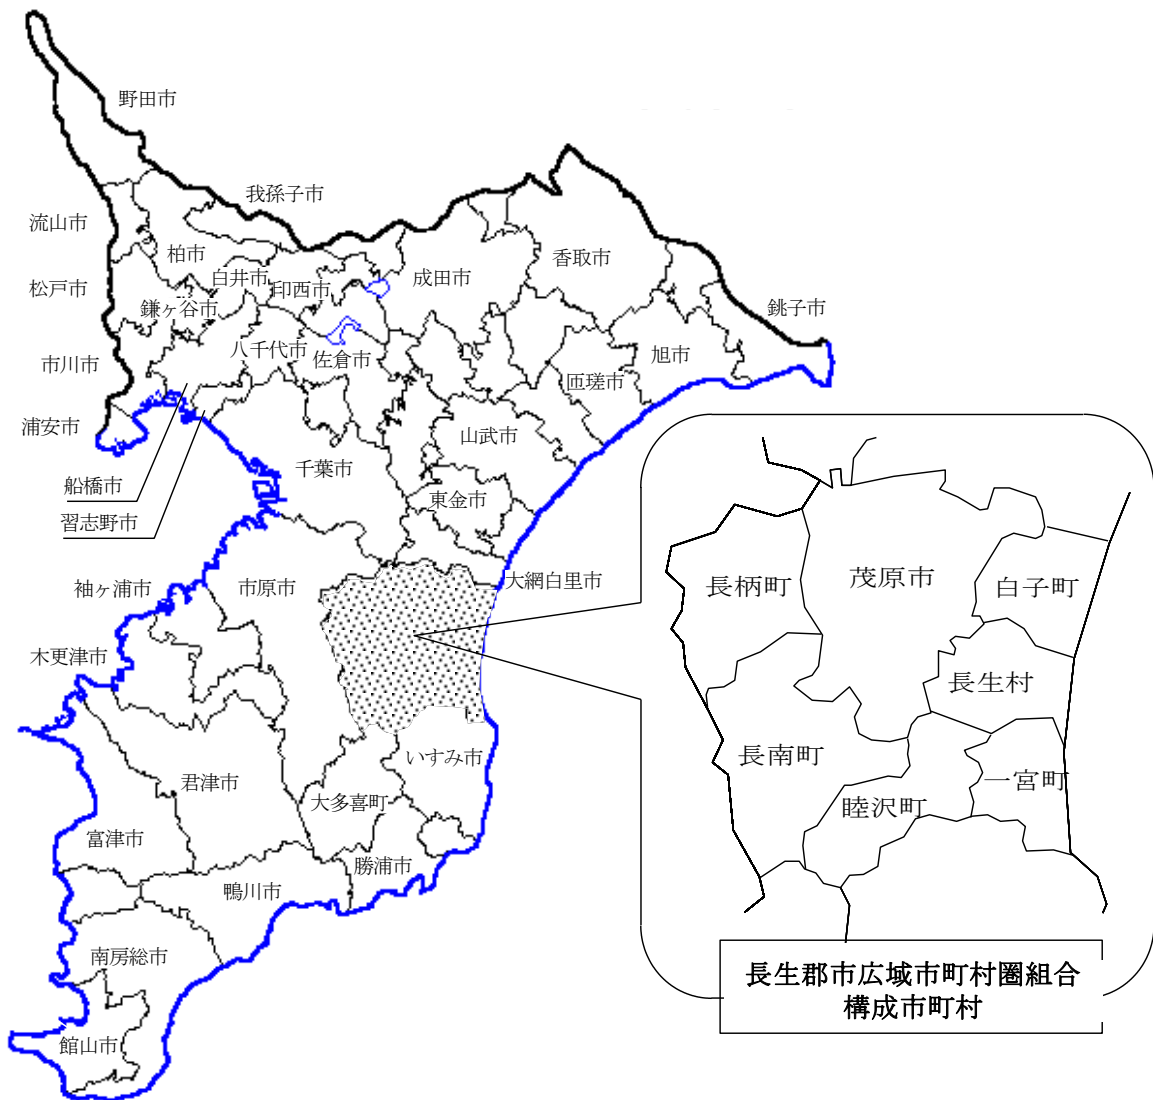 野田市
我孫子市
流山市
柏市
香取市
白井市
成田市
松戸市
印西市
鎌ヶ谷市
銚子市
八千代市
佐倉市
旭市
市川市
匝瑳市
浦安市
山武市
千葉市
船橋市
東金市
習志野市
袖ヶ浦市
市原市
大網白里市
木更津市
いすみ市
君津市
大多喜町
富津市
勝浦市
鴨川市
南房総市
館山市
長柄町
茂原市
白子町
長生村
長南町
一宮町
睦沢町
長生郡市広域市町村圏組合
構成市町村